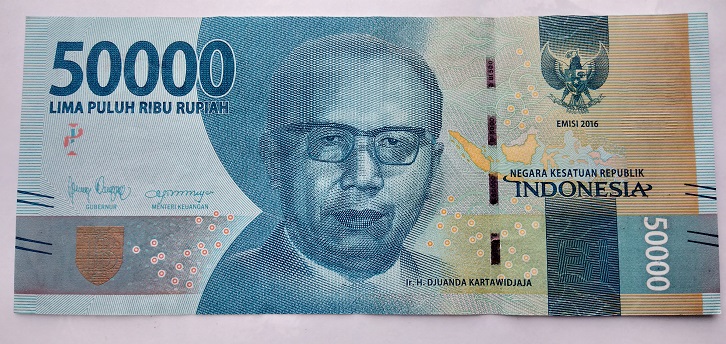 50000
LIMA PULUH RIBU RUPIAH
EMISI 2016
NEGARA KESATUAN REPUBLIK
INDONESIA
GUBERNUR
MENTERI KEUANGAN
50000
Ir. H. DJUANDA KARTAWIDJAJA